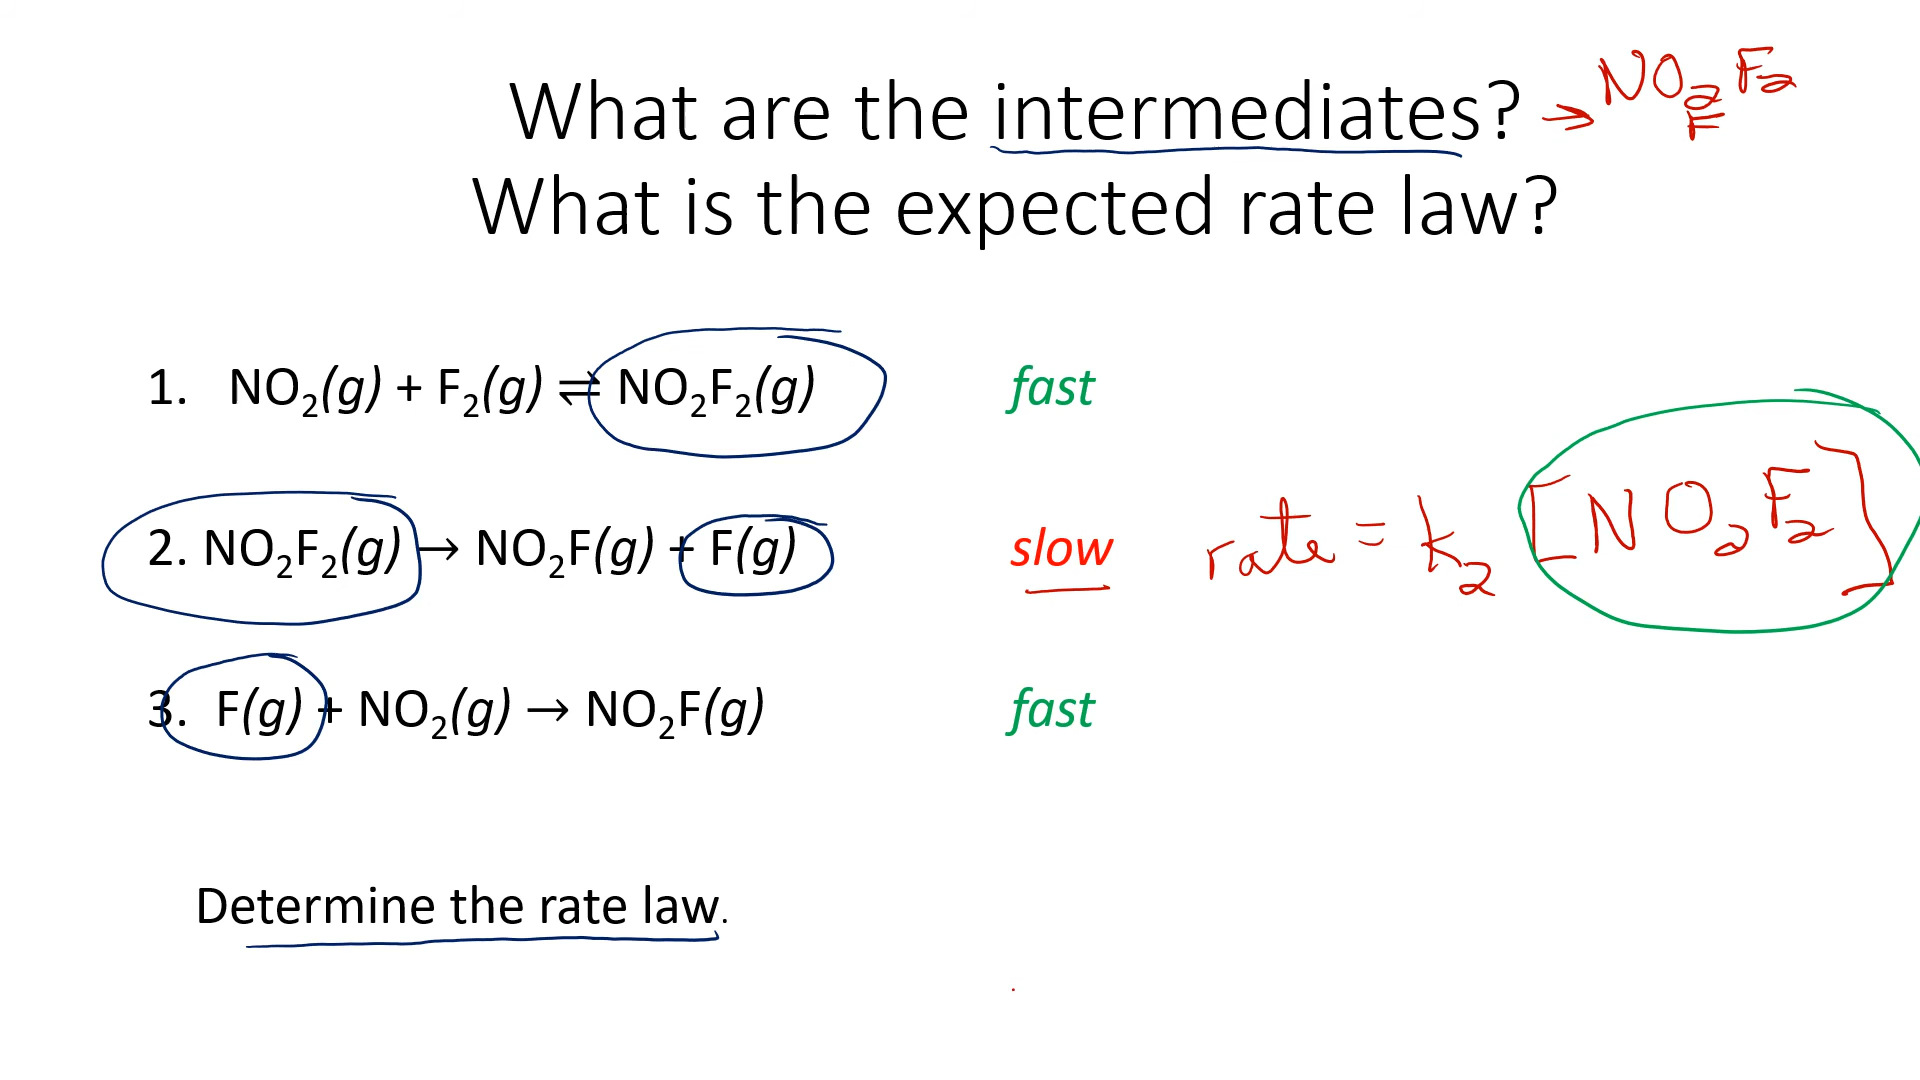 What are the intermediates? → NO₂F₂
F
What is the expected rate law?
1. NO₂(g) + F₂(g) ⇌ NO₂F₂(g) fast
2. NO₂F₂(g) → NO₂F(g) + F(g) slow rate = k₂ [NO₂F₂]
3. F(g) + NO₂(g) → NO₂F(g) fast
Determine the rate law.